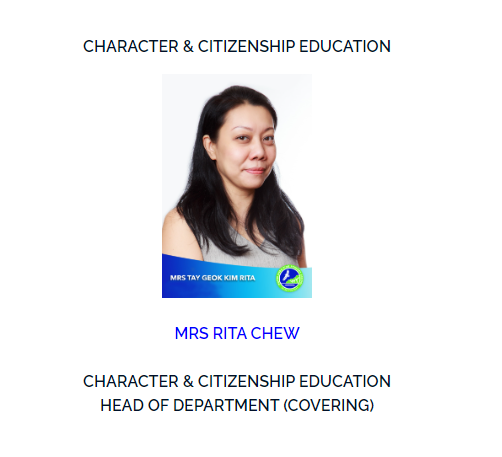 CHARACTER & CITIZENSHIP EDUCATION
MRS TAY GEOK KIM RITA
MRS RITA CHEW
CHARACTER & CITIZENSHIP EDUCATION
HEAD OF DEPARTMENT (COVERING)